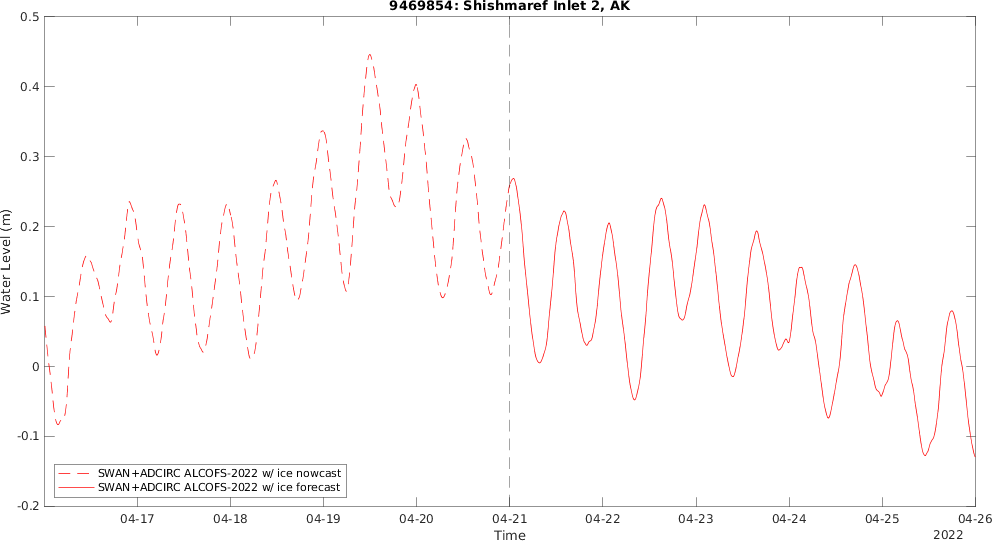 9469854: Shishmaref Inlet 2, AK
0.5
0.4
0.3
0.2
0.1
0
-0.1
-0.2
Water Level (m)
SWAN+ADCIRC ALCOFS-2022 w/ ice nowcast
SWAN+ADCIRC ALCOFS-2022 w/ ice forecast
04-17 04-18 04-19 04-20 04-21 04-22 04-23 04-24 04-25 04-26
Time
2022